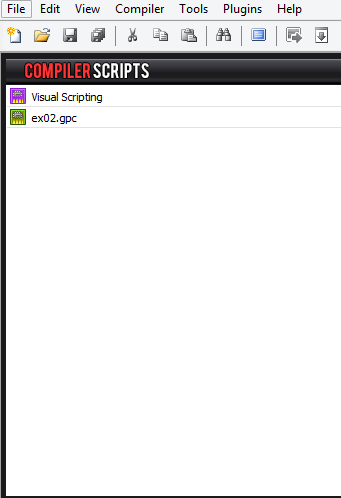 File Edit View Compiler Tools Plugins Help
COMPILER SCRIPTS
Visual Scripting
ex02.gpc